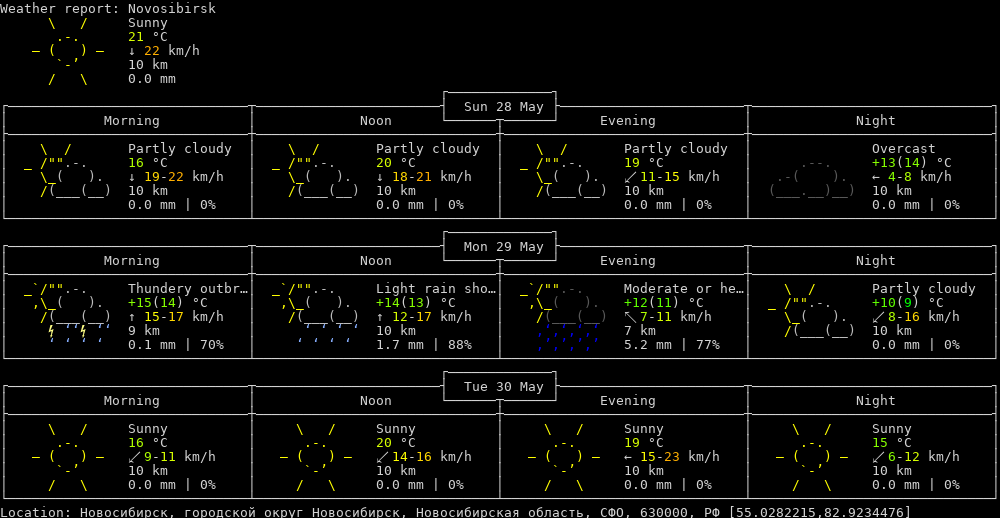 Weather report: Novosibirsk
Sunny
21 °C
↓ 22 km/h
10 km
0.0 mm
Sun 28 May
Morning Noon Evening Night
Partly cloudy Partly cloudy Partly cloudy Overcast
16 °C 20 °C 19 °C +13(14) °C
↓ 19-22 km/h ↓ 18-21 km/h ↙ 11-15 km/h ← 4-8 km/h
10 km 10 km 10 km 10 km
0.0 mm | 0% 0.0 mm | 0% 0.0 mm | 0% 0.0 mm | 0%
Mon 29 May
Morning Noon Evening Night
Thundery outbr… Light rain sho… Moderate or he… Partly cloudy
+15(14) °C +14(13) °C +12(11) °C +10(9) °C
↑ 15-17 km/h ↑ 12-17 km/h ↖ 7-11 km/h ↙ 8-16 km/h
9 km 10 km 7 km 10 km
0.1 mm | 70% 1.7 mm | 88% 5.2 mm | 77% 0.0 mm | 0%
Tue 30 May
Morning Noon Evening Night
Sunny Sunny Sunny Sunny
16 °C 20 °C 19 °C 15 °C
↙ 9-11 km/h ↙ 14-16 km/h ← 15-23 km/h ↙ 6-12 km/h
10 km 10 km 10 km 10 km
0.0 mm | 0% 0.0 mm | 0% 0.0 mm | 0% 0.0 mm | 0%
Location: Новосибирск, городской округ Новосибирск, Новосибирская область, СФО, 630000, РФ [55.0282215,82.9234476]